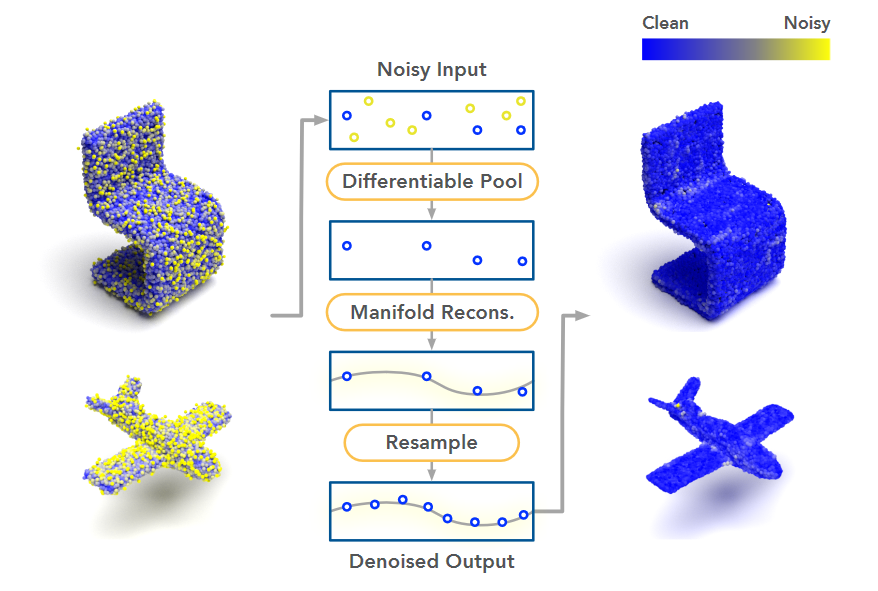 Clean
Noisy
Noisy Input
Differentiable Pool
Manifold Recons.
Resample
Denoised Output